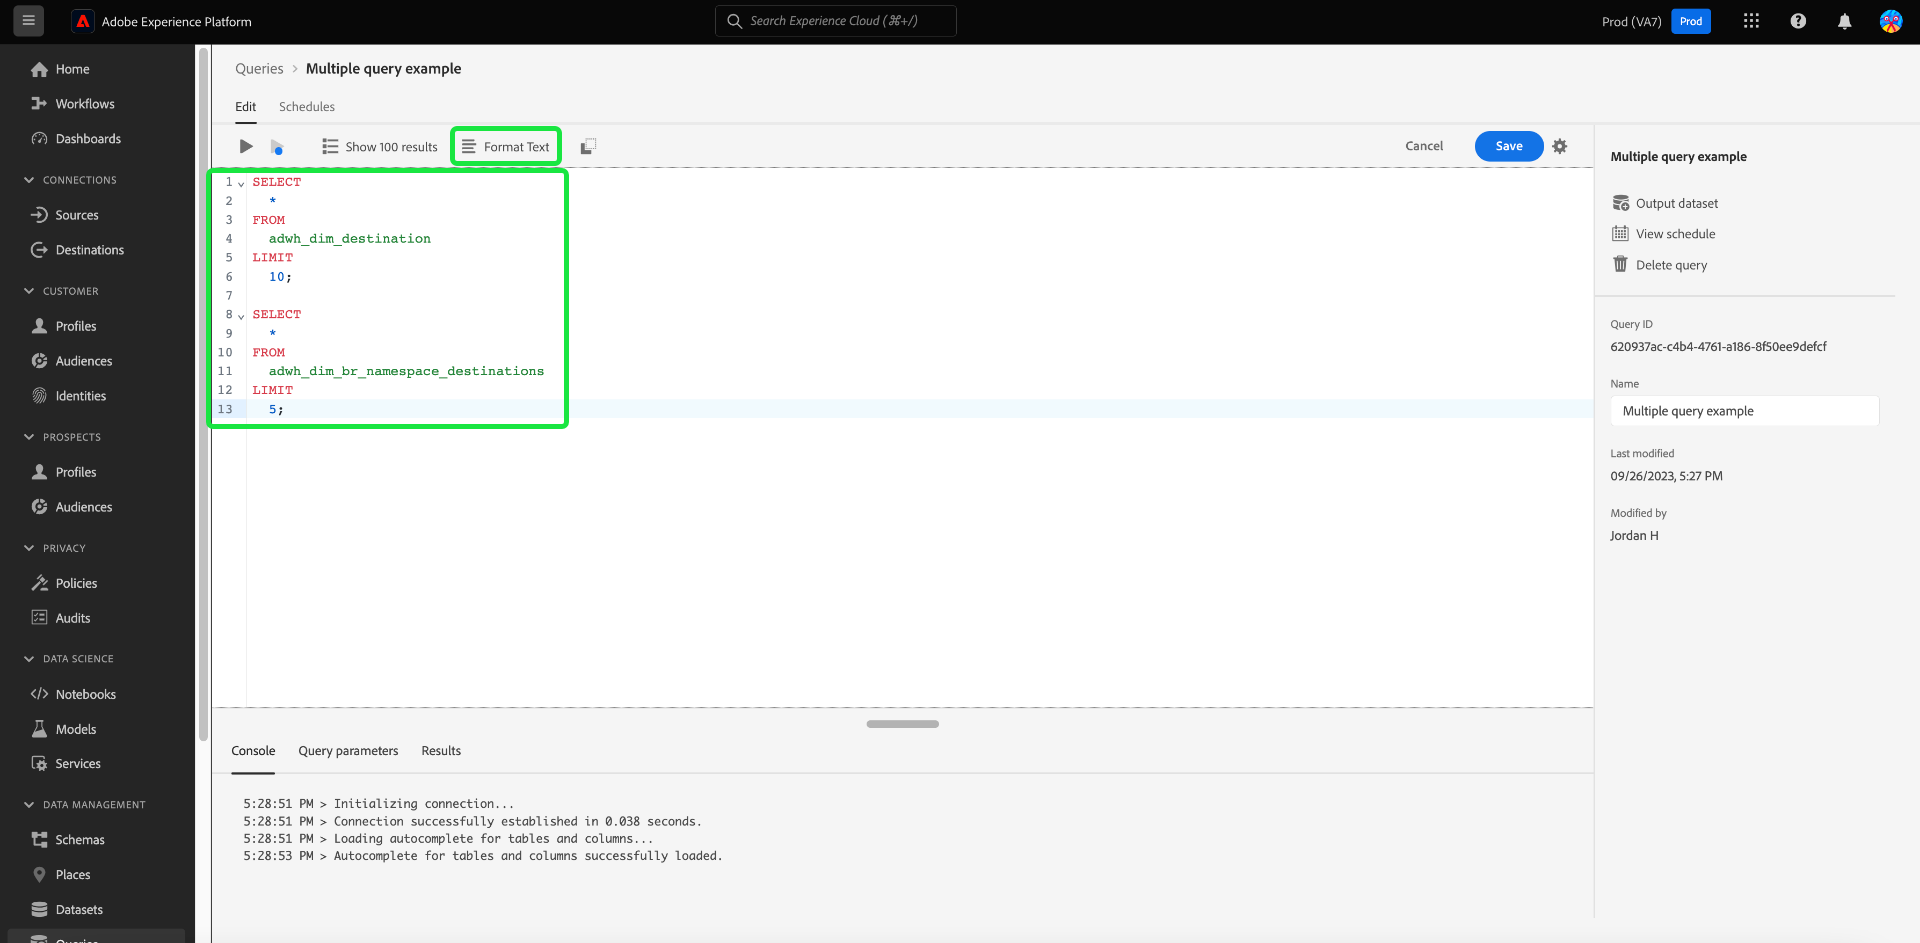 Adobe Experience Platform
Search Experience Cloud (⌘+/)
Prod (VA7)
Prod
Home
Workflows
Dashboards
CONNECTIONS
Sources
Destinations
CUSTOMER
Profiles
Audiences
Identities
PROSPECTS
Profiles
Audiences
PRIVACY
Policies
Audits
DATA SCIENCE
Notebooks
Models
Services
DATA MANAGEMENT
Schemas
Places
Datasets
Queries
Queries > Multiple query example
Edit Schedules
Show 100 results Format Text
Cancel Save
1 SELECT
2 *
3 FROM
4 adwh_dim_destination
5 LIMIT
6 10;
7
8 SELECT
9 *
10 FROM
11 adwh_dim_br_namespace_destinations
12 LIMIT
13 5;
Console Query parameters Results
5:28:51 PM > Initializing connection...
5:28:51 PM > Connection successfully established in 0.038 seconds.
5:28:51 PM > Loading autocomplete for tables and columns...
5:28:53 PM > Autocomplete for tables and columns successfully loaded.
Multiple query example
Output dataset
View schedule
Delete query
Query ID
620937ac-c4b4-4761-a186-8f50ee9defcf
Name
Multiple query example
Last modified
09/26/2023, 5:27 PM
Modified by
Jordan H